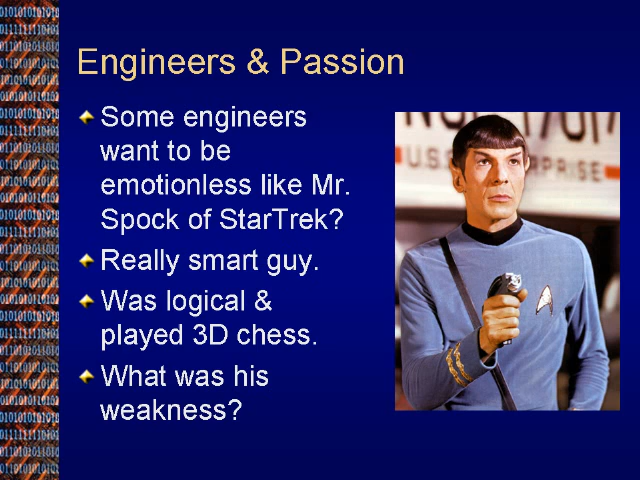 Engineers & Passion
Some engineers
want to be
emotionless like Mr.
Spock of StarTrek?
Really smart guy.
Was logical &
played 3D chess.
What was his
weakness?